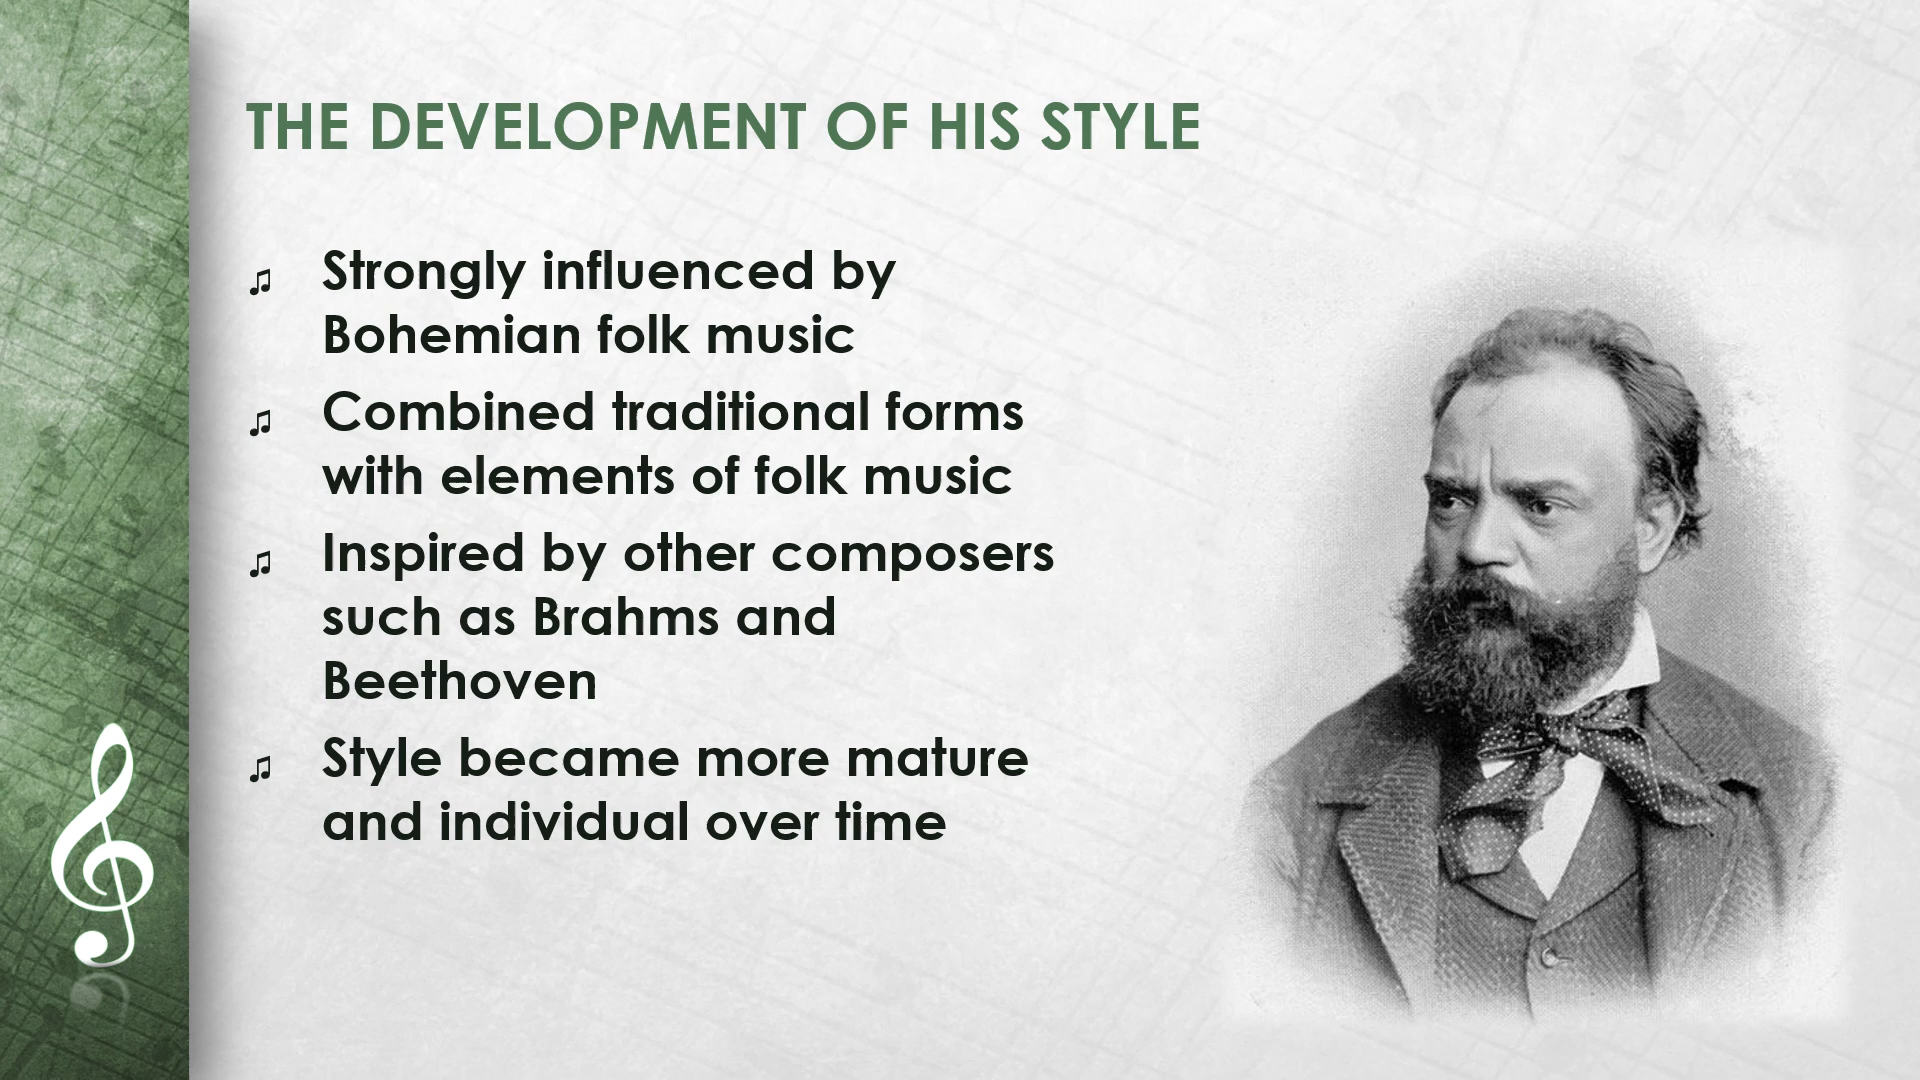 THE DEVELOPMENT OF HIS STYLE
♫ Strongly influenced by
Bohemian folk music
♫ Combined traditional forms
with elements of folk music
♫ Inspired by other composers
such as Brahms and
Beethoven
♫ Style became more mature
and individual over time